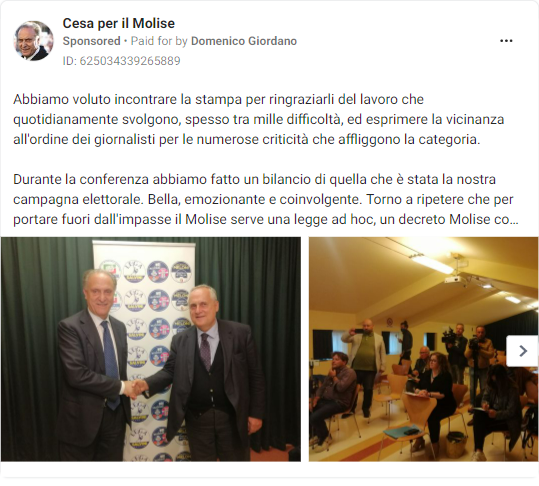 Cesa per il Molise
Sponsored • Paid for by Domenico Giordano
ID: 625034339265889
Abbiamo voluto incontrare la stampa per ringraziarli del lavoro che
quotidianamente svolgono, spesso tra mille difficoltà, ed esprimere la vicinanza
all'ordine dei giornalisti per le numerose criticità che affliggono la categoria.
Durante la conferenza abbiamo fatto un bilancio di quella che è stata la nostra
campagna elettorale. Bella, emozionante e coinvolgente. Torno a ripetere che per
portare fuori dall'impasse il Molise serve una legge ad hoc, un decreto Molise co...